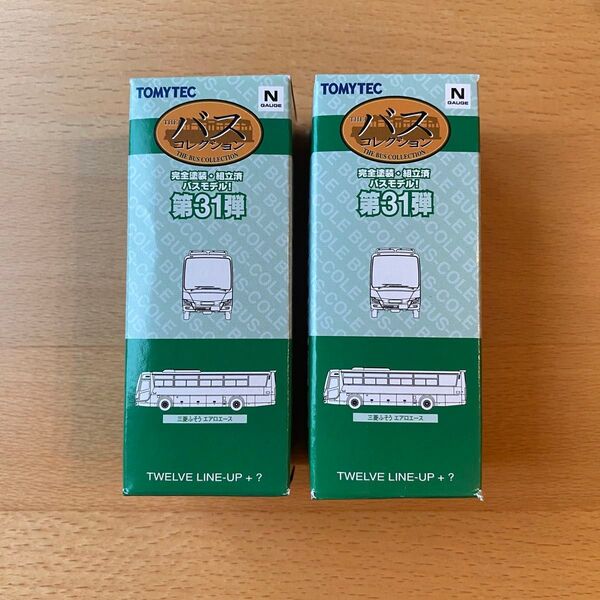 TOMYTEC
N
GAUGE
THE
バス
コレクション
THE BUS COLLECTION
完全塗装・組立済
バスモデル!
第31弾
三菱ふそう エアロエース
TWELVE LINE-UP + ?
TOMYTEC
N
GAUGE
THE
バス
コレクション
THE BUS COLLECTION
完全塗装・組立済
バスモデル!
第31弾
三菱ふそう エアロエース
TWELVE LINE-UP + ?